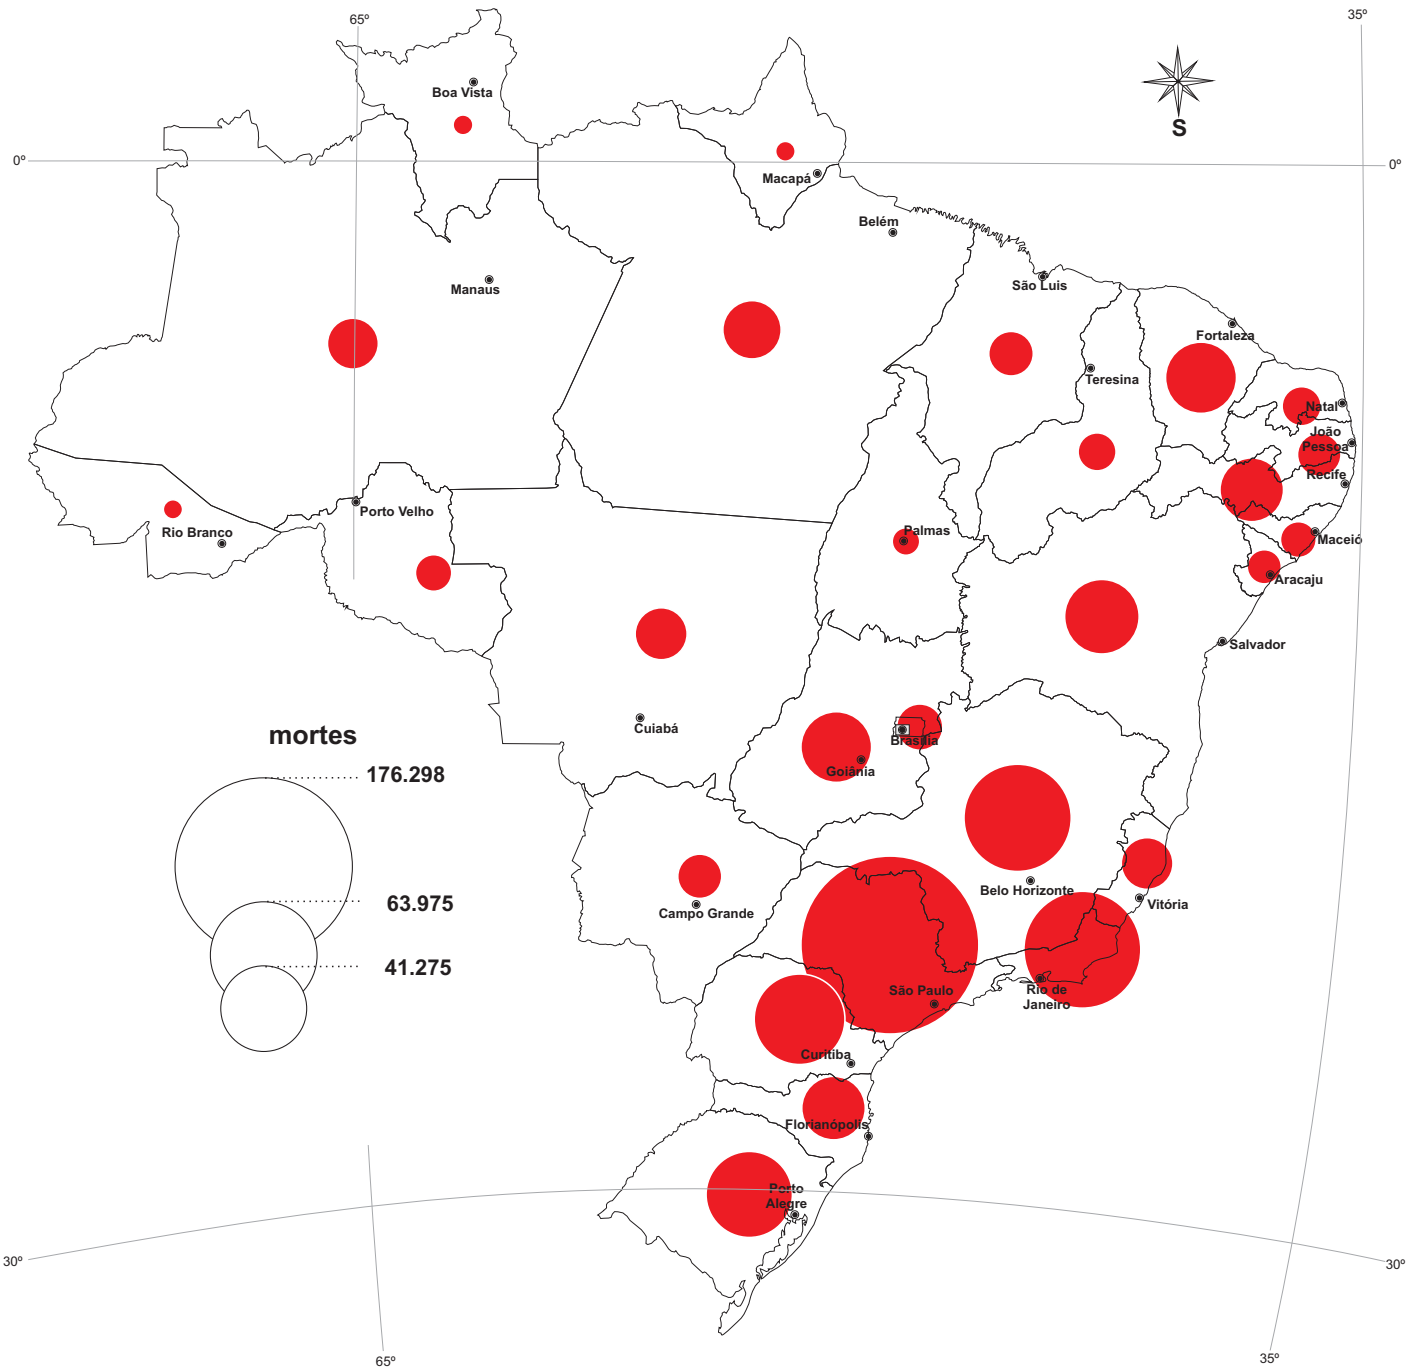 65º
35º
Boa Vista
S
0º
0º
Macapá
Belém
Manaus
São Luis
Fortaleza
Teresina
Natal
João
Pessoa
Recife
Porto Velho
Rio Branco
Palmas
Maceió
Aracaju
Salvador
Cuiabá
Brasília
Goiânia
mortes
176.298
63.975
41.275
Belo Horizonte
Vitória
Campo Grande
São Paulo
Rio de
Janeiro
Curitiba
Florianópolis
Porto
Alegre
30º
30º
65º
35º